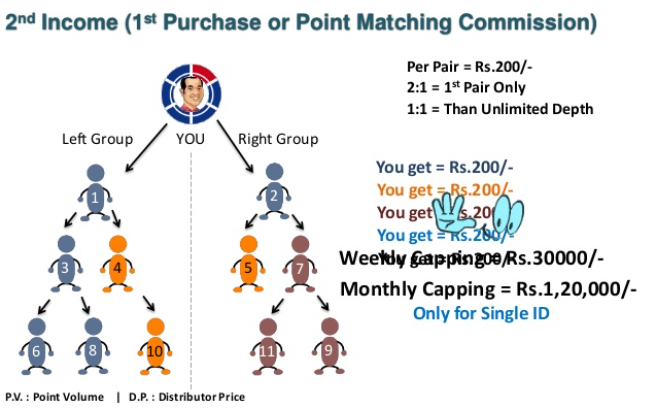 2nd Income (1st Purchase or Point Matching Commission)
Per Pair = Rs.200/-
2:1 = 1st Pair Only
1:1 = Than Unlimited Depth
Left Group
YOU
Right Group
You get = Rs.200/-
You get = Rs.200/-
You get Rs.20
You get = Rs.200/-
You get = Rs.200/-
Weekly Capping = Rs.30000/-
Monthly Capping = Rs.1,20,000/-
Only for Single ID
1
2
3
4
5
7
6
8
10
11
9
P.V. : Point Volume | D.P. : Distributor Price